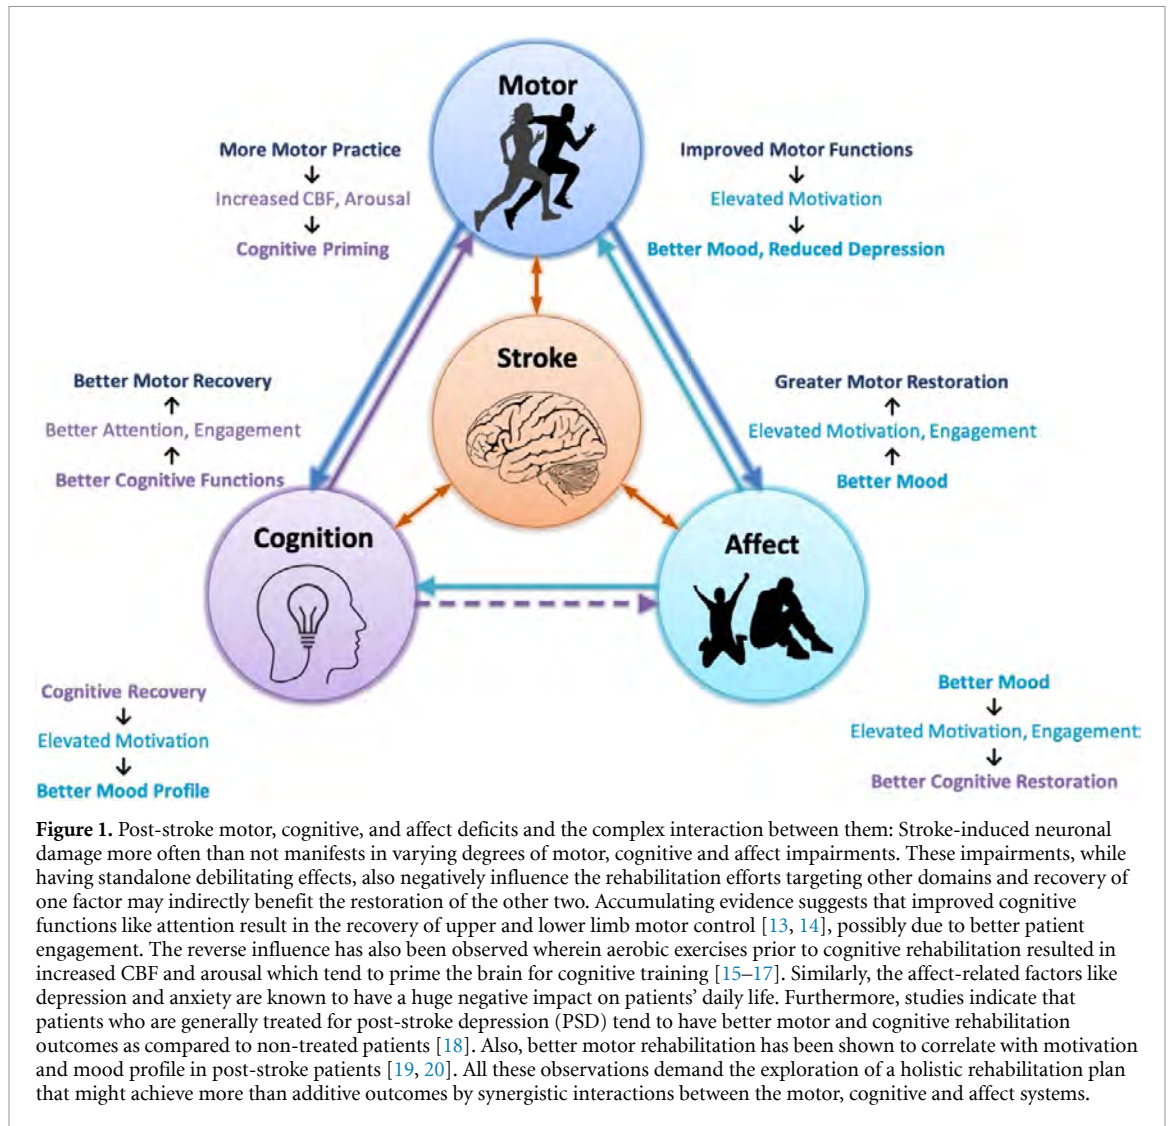 Motor
More Motor Practice
↓
Increased CBF, Arousal
↓
Cognitive Priming
Improved Motor Functions
↓
Elevated Motivation
↓
Better Mood, Reduced Depression
Stroke
Better Motor Recovery
↑
Better Attention, Engagement
↑
Better Cognitive Functions
Greater Motor Restoration
↑
Elevated Motivation, Engagement
↑
Better Mood
Cognition
Affect
Cognitive Recovery
↓
Elevated Motivation
↓
Better Mood Profile
Better Mood
↓
Elevated Motivation, Engagement
↓
Better Cognitive Restoration
Figure 1. Post-stroke motor, cognitive, and affect deficits and the complex interaction between them: Stroke-induced neuronal
damage more often than not manifests in varying degrees of motor, cognitive and affect impairments. These impairments, while
having standalone debilitating effects, also negatively influence the rehabilitation efforts targeting other domains and recovery of
one factor may indirectly benefit the restoration of the other two. Accumulating evidence suggests that improved cognitive
functions like attention result in the recovery of upper and lower limb motor control [13, 14], possibly due to better patient
engagement. The reverse influence has also been observed wherein aerobic exercises prior to cognitive rehabilitation resulted in
increased CBF and arousal which tend to prime the brain for cognitive training [15–17]. Similarly, the affect-related factors like
depression and anxiety are known to have a huge negative impact on patients' daily life. Furthermore, studies indicate that
patients who are generally treated for post-stroke depression (PSD) tend to have better motor and cognitive rehabilitation
outcomes as compared to non-treated patients [18]. Also, better motor rehabilitation has been shown to correlate with motivation
and mood profile in post-stroke patients [19, 20]. All these observations demand the exploration of a holistic rehabilitation plan
that might achieve more than additive outcomes by synergistic interactions between the motor, cognitive and affect systems.